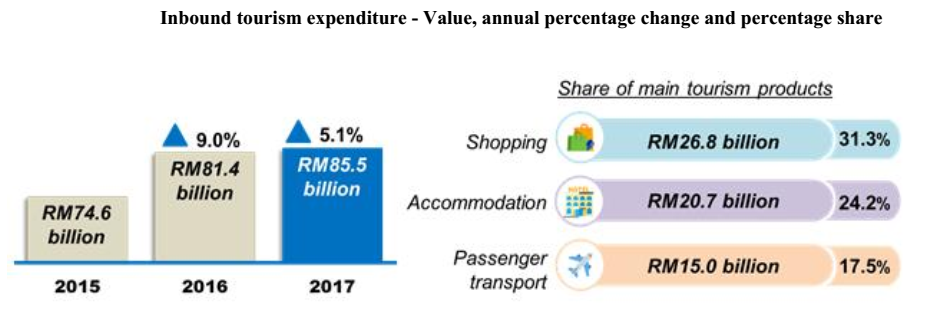 Inbound tourism expenditure - Value, annual percentage change and percentage share
9.0%
5.1%
RM74.6
billion
RM81.4
billion
RM85.5
billion
2015
2016
2017
Share of main tourism products
Shopping
RM26.8 billion
31.3%
Accommodation
HOTEL
RM20.7 billion
24.2%
Passenger
transport
RM15.0 billion
17.5%